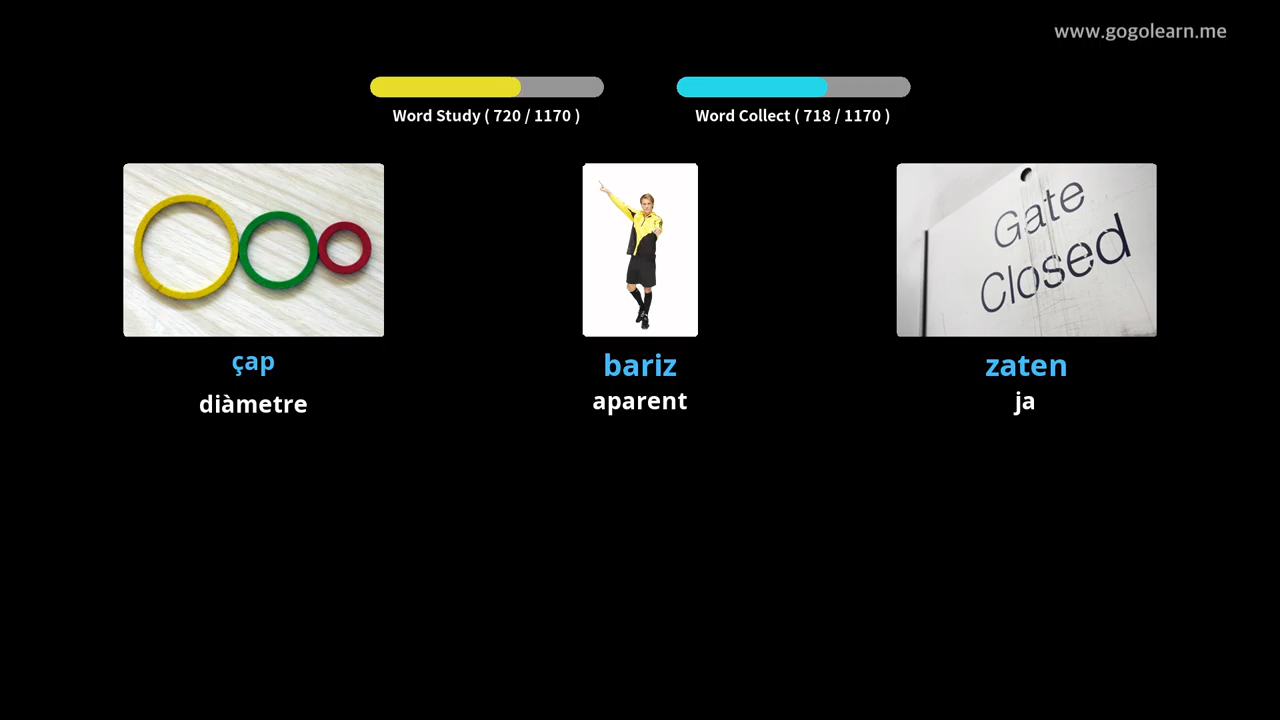 www.gogolearn.me
Word Study ( 720 / 1170 )
Word Collect ( 718 / 1170 )
Gate
Closed
çap
diàmetre
bariz
aparent
zaten
ja